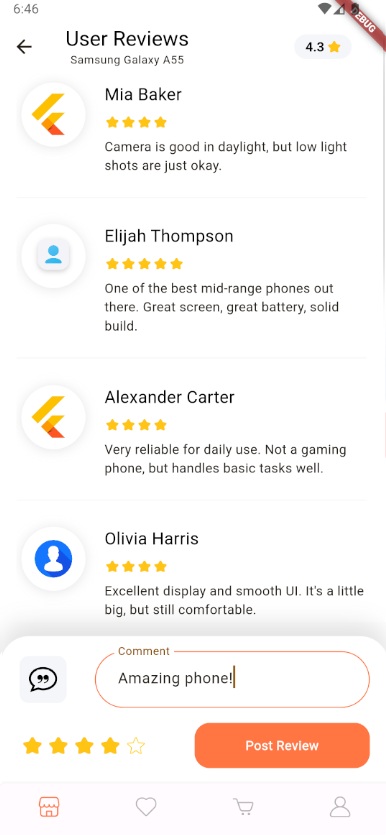 6:46
DEBUG
User Reviews
4.3
Samsung Galaxy A55
Mia Baker
Camera is good in daylight, but low light
shots are just okay.
Elijah Thompson
One of the best mid-range phones out
there. Great screen, great battery, solid
build.
Alexander Carter
Very reliable for daily use. Not a gaming
phone, but handles basic tasks well.
Olivia Harris
Excellent display and smooth UI. It's a little
big, but still comfortable.
Comment
Amazing phone!
Post Review